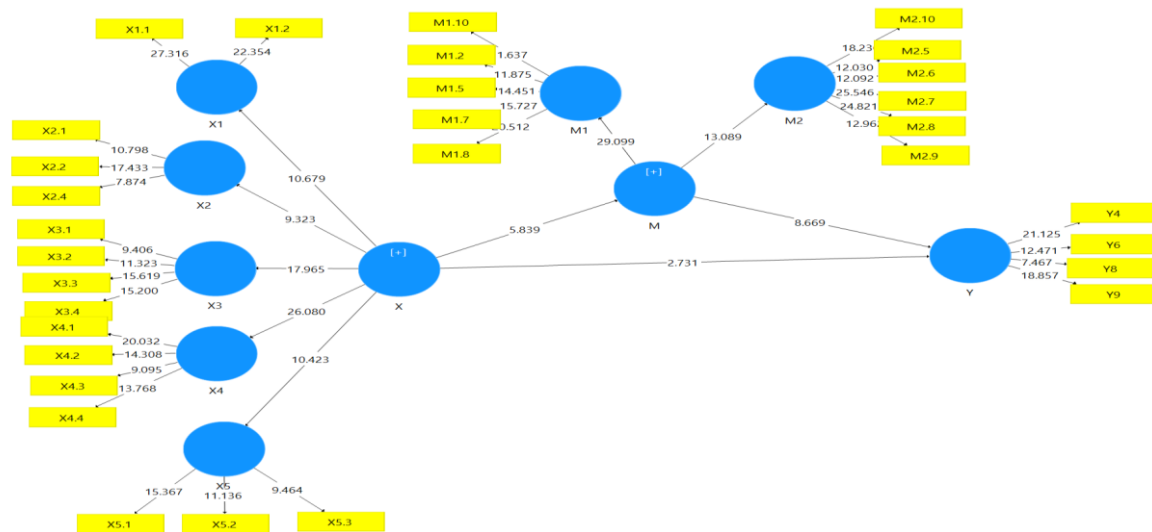 X1.1
X1.2
27.316
22.354
X1
X2.1
X2.2
X2.4
10.798
17.433
7.874
X2
X3.1
X3.2
X3.3
X3.4
9.406
11.323
15.619
15.200
X3
X4.1
X4.2
X4.3
X4.4
20.032
14.308
9.095
13.768
X4
X5
15.367
11.136
9.464
X5.1
X5.2
X5.3
10.679
9.323
17.965
26.080
10.423
[+]
X
5.839
2.731
M1.10
M1.2
M1.5
M1.7
M1.8
1.637
11.875
14.451
15.727
M1
29.099
[+]
M
13.089
M2
18.23
12.030
12.092
25.546
24.821
12.96
M2.10
M2.5
M2.6
M2.7
M2.8
M2.9
8.669
Y
21.125
12.471
7.467
18.857
Y4
Y6
Y8
Y9